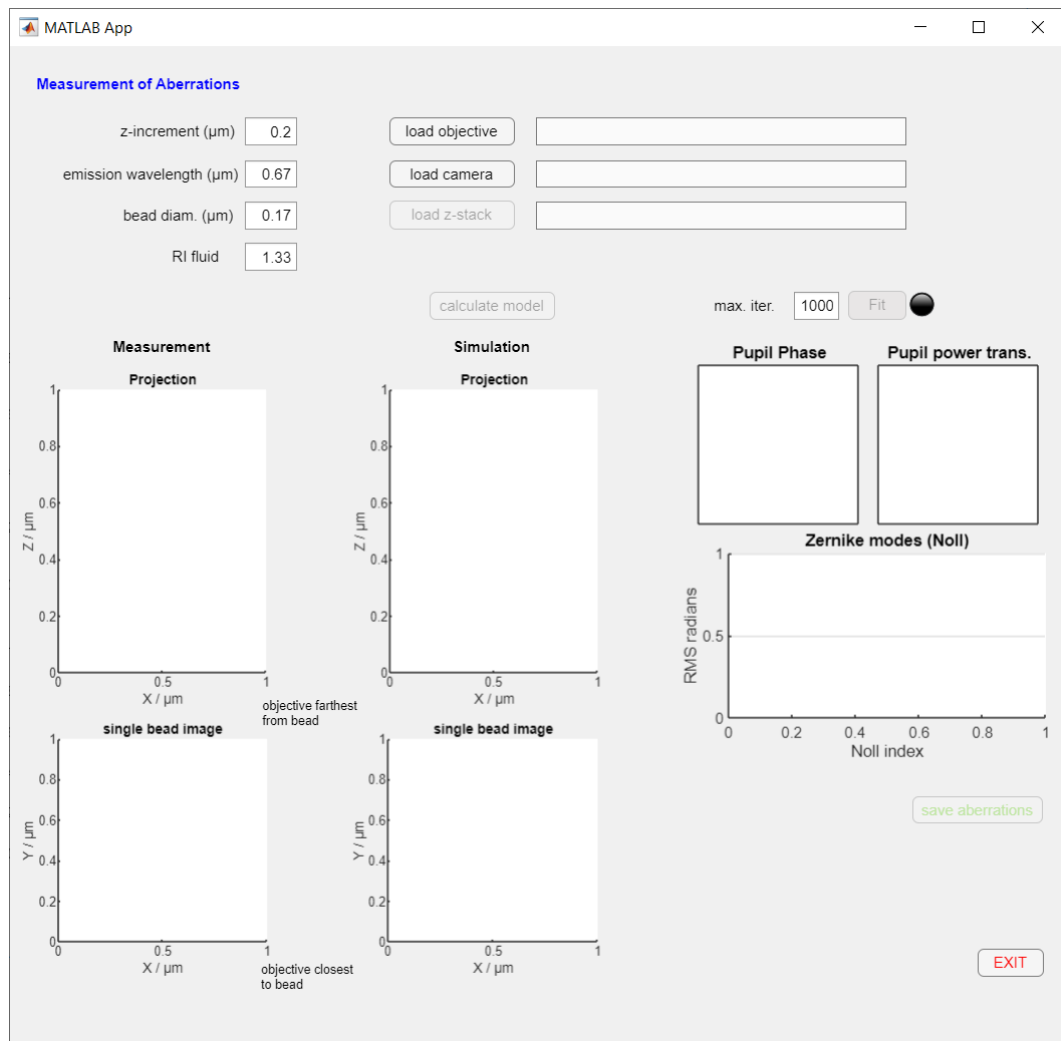 MATLAB App
Measurement of Aberrations
z-increment (µm) 0.2 load objective
emission wavelength (µm) 0.67 load camera
bead diam. (µm) 0.17 load z-stack
RI fluid 1.33
calculate model max. iter. 1000 Fit
Measurement
Projection
1
0.8
0.6
0.4
0.2
0
Z / µm
0 0.5 1
X / µm
objective farthest
from bead
single bead image
1
0.8
0.6
0.4
0.2
0
Y / µm
0 0.5 1
X / µm
objective closest
to bead
Simulation
Projection
1
0.8
0.6
0.4
0.2
0
Z / µm
0 0.5 1
X / µm
single bead image
1
0.8
0.6
0.4
0.2
0
Y / µm
0 0.5 1
X / µm
Pupil Phase Pupil power trans.
Zernike modes (Noll)
1
0.5
0
RMS radians
0 0.2 0.4 0.6 0.8 1
Noll index
save aberrations
EXIT